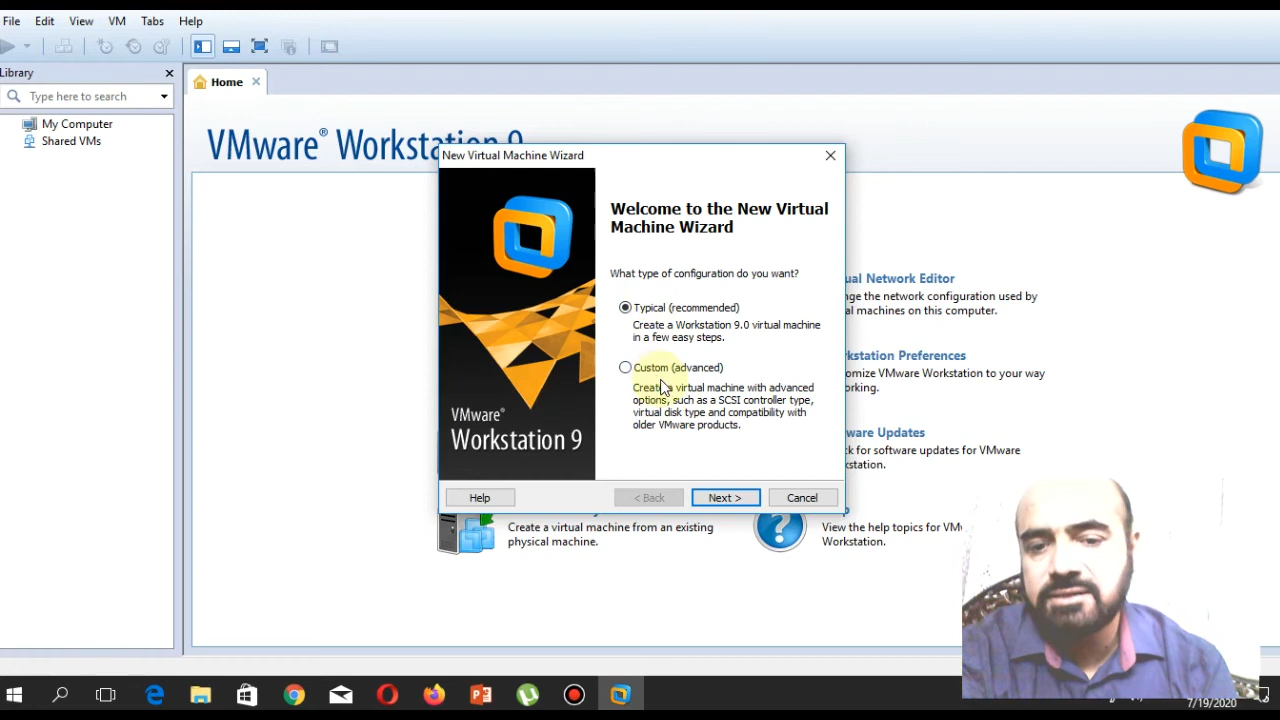 File Edit View VM Tabs Help
Library
Home
Type here to search
My Computer
Shared VMs
VMware® Workstation 9
New Virtual Machine Wizard
Welcome to the New Virtual
Machine Wizard
What type of configuration do you want?
Typical (recommended)
Create a Workstation 9.0 virtual machine
in a few easy steps.
Custom (advanced)
Create a virtual machine with advanced
options, such as a SCSI controller type,
virtual disk type and compatibility with
older VMware products.
VMware®
Workstation 9
Help
< Back
Next >
Cancel
ual Network Editor
nge the network configuration used by
al machines on this computer.
kstation Preferences
omize VMware Workstation to your way
orking.
ware Updates
ck for software updates for VMware
kstation.
Create a virtual machine from an existing
physical machine.
View the help topics for VM
Workstation.
7/19/2020